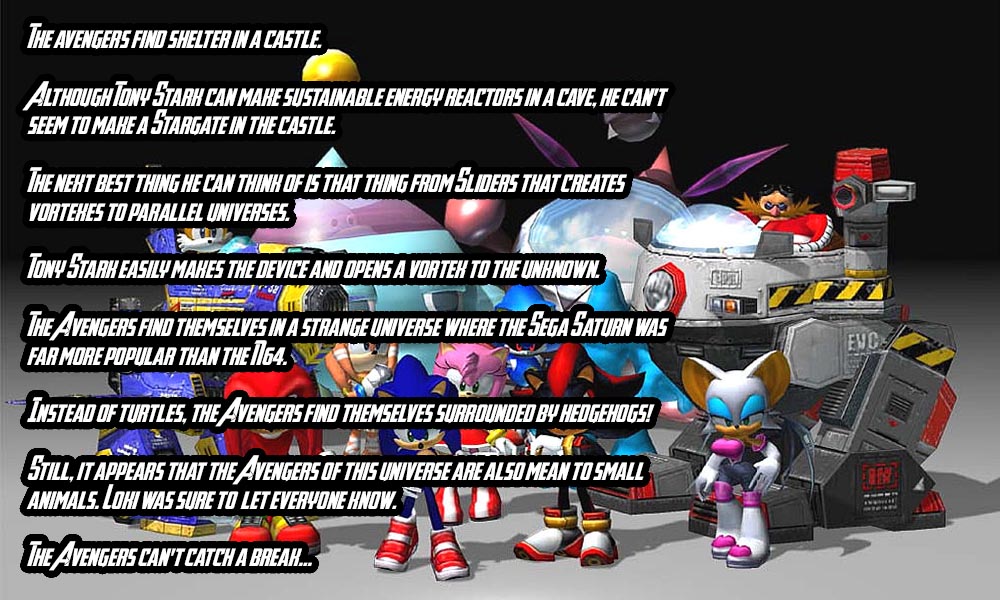 The Avengers find shelter in a castle.
Although Tony Stark can make sustainable energy reactors in a cave, he can't
seem to make a Stargate in the castle.
The next best thing he can think of is that thing from Sliders that creates
vortexes to parallel universes.
Tony Stark easily makes the device and opens a vortex to the unknown.
The Avengers find themselves in a strange universe where the Sega Saturn was
far more popular than the N64.
Instead of turtles, the Avengers find themselves surrounded by hedgehogs!
Still, it appears that the Avengers of this universe are also mean to small
animals. Loki was sure to let everyone know.
The Avengers can't catch a break...